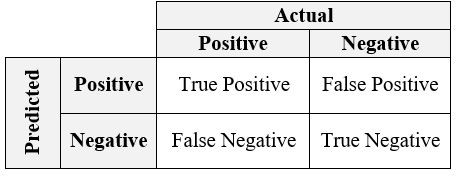 Actual
Positive Negative
Predicted
Positive True Positive False Positive
Negative False Negative True Negative